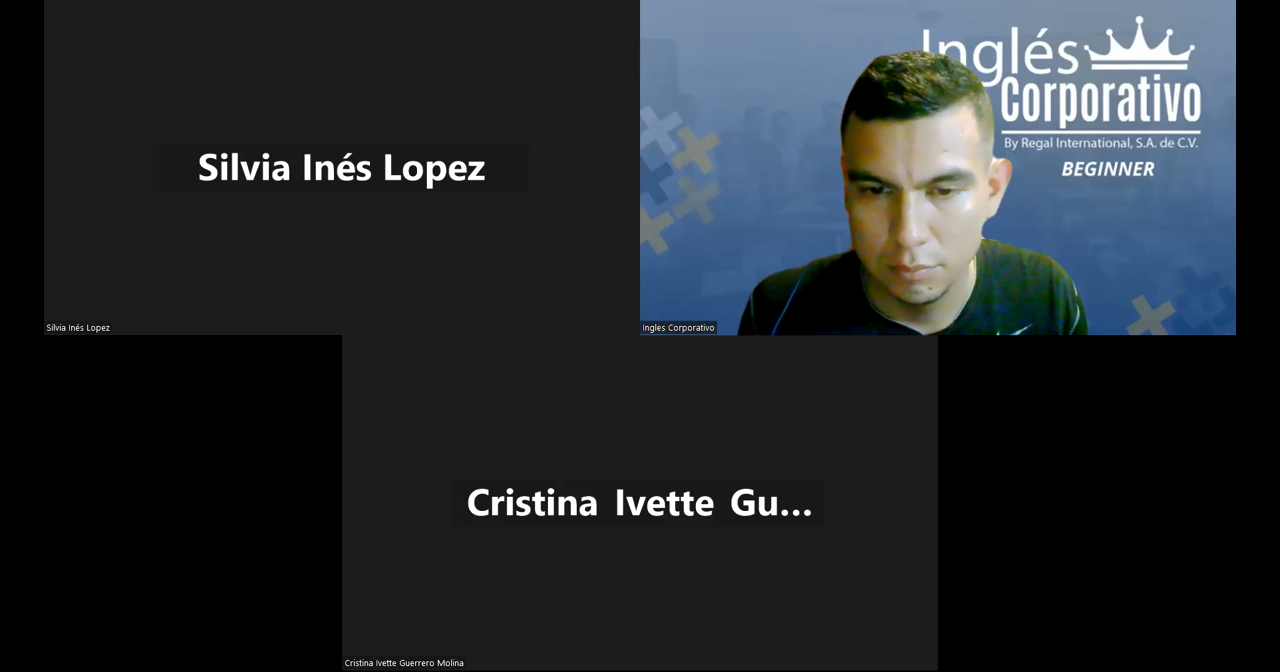 Silvia Inés Lopez
Silvia Inés Lopez
Inglés
Corporativo
By Regal International, S.A. de C.V.
BEGINNER
Ingles Corporativo
Cristina Ivette Gu...
Cristina Ivette Guerrero Molina